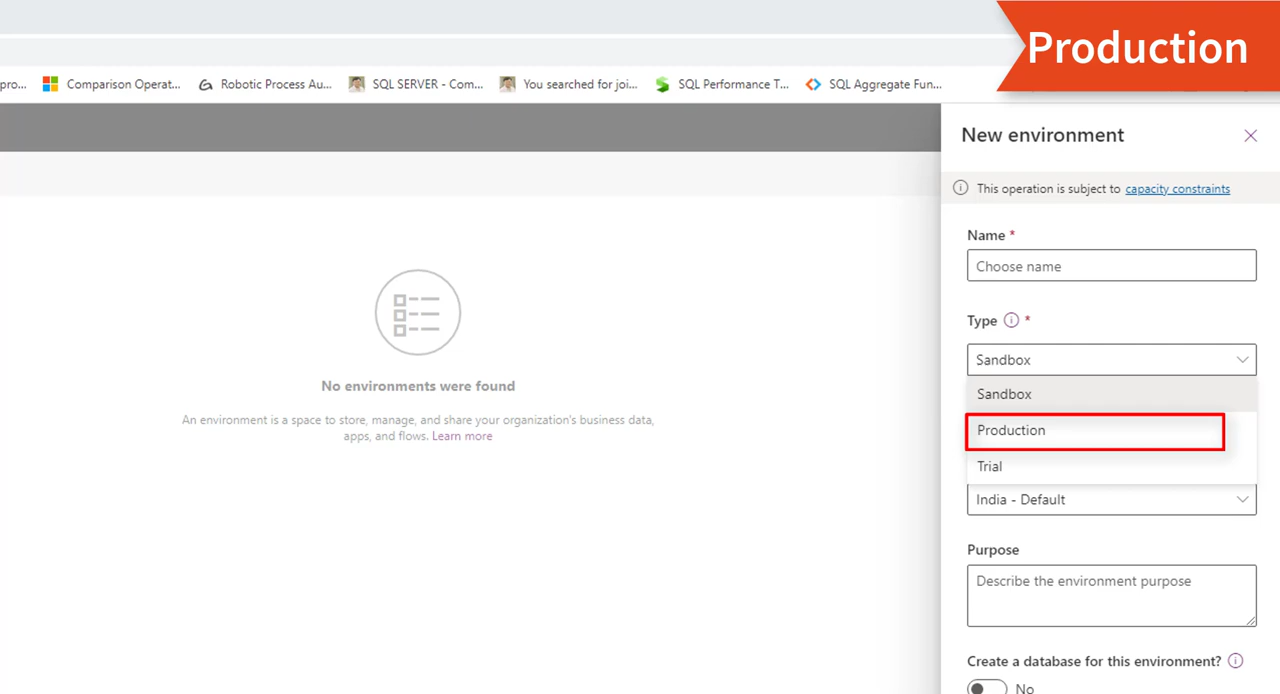 Production
pro...
Comparison Operat...
Robotic Process Au...
SQL SERVER - Com...
You searched for joi...
SQL Performance T...
SQL Aggregate Fun...
New environment
This operation is subject to capacity constraints
Name *
Choose name
Type *
Sandbox
Sandbox
Production
Trial
India - Default
Purpose
Describe the environment purpose
Create a database for this environment?
No
No environments were found
An environment is a space to store, manage, and share your organization's business data,
apps, and flows. Learn more